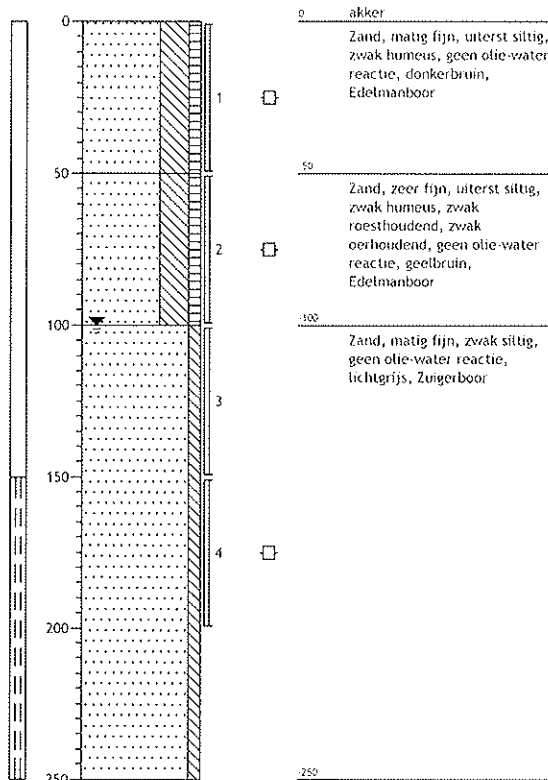 0
50
100
150
200
250
1
2
3
4
0 akker
Zand, matig fijn, uiterst siltig,
zwak humeus, geen olie-water
reactie, donkerbruin,
Edelmanboor
-50
Zand, zeer fijn, uiterst siltig,
zwak humeus, zwak
roesthoudend, zwak
oerhoudend, geen olie-water
reactie, geelbruin,
Edelmanboor
-100
Zand, matig fijn, zwak siltig,
geen olie-water reactie,
lichtgrijs, Zuigerboor
-250